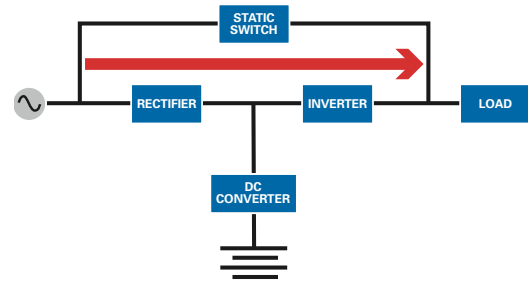 STATIC
SWITCH
RECTIFIER
INVERTER
LOAD
DC
CONVERTER